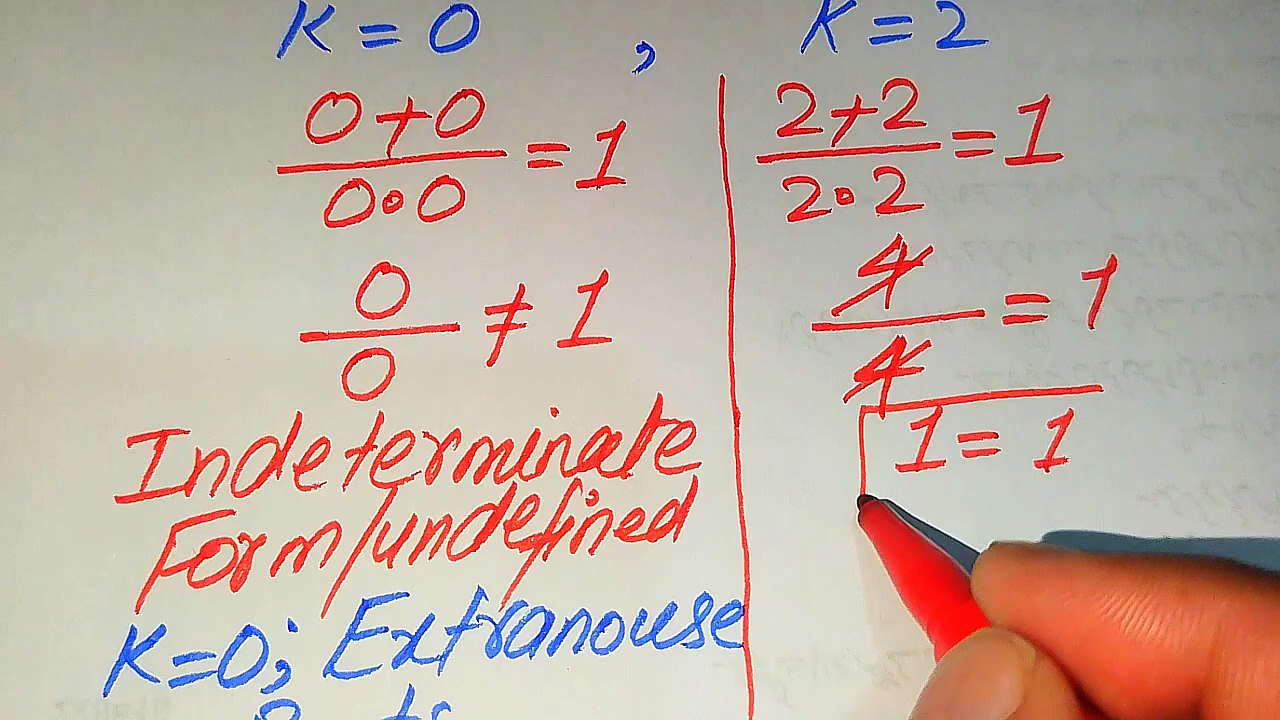 K = 0 , K = 2
0+0 / 0•0 = 1
0 / 0 ≠ 1
Indeterminate
Form/undefined
K=0; Extranouse
2+2 / 2•2 = 1
4 / 4 = 1
1 = 1